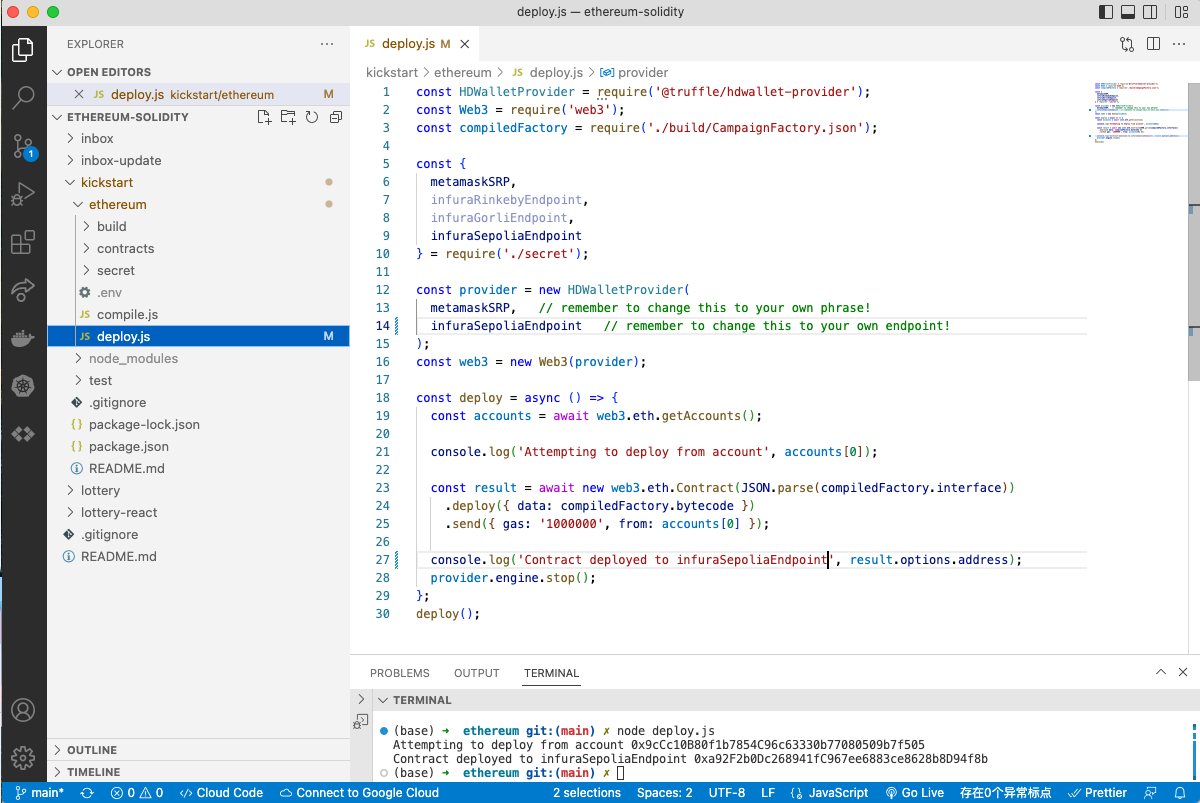 deploy.js — ethereum-solidity
EXPLORER
OPEN EDITORS
JS deploy.js kickstart/ethereum M
ETHEREUM-SOLIDITY
inbox
inbox-update
kickstart
ethereum
build
contracts
secret
.env
JS compile.js
JS deploy.js M
node_modules
test
.gitignore
{} package-lock.json
{} package.json
README.md
lottery
lottery-react
.gitignore
README.md
OUTLINE
TIMELINE
1
JS deploy.js M
kickstart > ethereum > JS deploy.js > provider
1 const HDWalletProvider = require('@truffle/hdwallet-provider');
2 const Web3 = require('web3');
3 const compiledFactory = require('./build/CampaignFactory.json');
4
5 const {
6 metamaskSRP,
7 infuraRinkebyEndpoint,
8 infuraGorliEndpoint,
9 infuraSepoliaEndpoint
10 } = require('./secret');
11
12 const provider = new HDWalletProvider(
13 metamaskSRP, // remember to change this to your own phrase!
14 infuraSepoliaEndpoint // remember to change this to your own endpoint!
15 );
16 const web3 = new Web3(provider);
17
18 const deploy = async () => {
19 const accounts = await web3.eth.getAccounts();
20
21 console.log('Attempting to deploy from account', accounts[0]);
22
23 const result = await new web3.eth.Contract(JSON.parse(compiledFactory.interface))
24 .deploy({ data: compiledFactory.bytecode })
25 .send({ gas: '1000000', from: accounts[0] });
26
27 console.log('Contract deployed to infuraSepoliaEndpoint', result.options.address);
28 provider.engine.stop();
29 };
30 deploy();
PROBLEMS OUTPUT TERMINAL
TERMINAL
(base) → ethereum git:(main) ✗ node deploy.js
Attempting to deploy from account 0x9cCc10B80f1b7854C96c63330b77080509b7f505
Contract deployed to infuraSepoliaEndpoint 0xa92F2b0Dc268941fC967ee6883ce8628b8D94f8b
(base) → ethereum git:(main) ✗
main* 0 0 Cloud Code Connect to Google Cloud 2 selections Spaces: 2 UTF-8 LF {} JavaScript Go Live 存在0个异常标点 Prettier